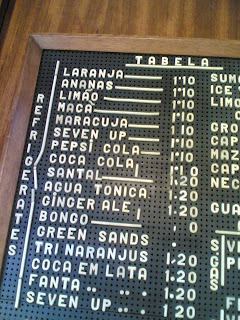 TABELA
REFRIGERATES
LARANJA 1'10
ANANAS 1'10
LIMÃO 1'10
MAÇA 1'10
MARACUJA 1'10
SEVEN UP 1'10
PEPSI COLA 1'10
COCA COLA 1'10
SANTAL 1·20
AGUA TONICA 1·20
GINGER ALE 1·20
BONGO
GREEN SANDS
TRI NARANJUS 1·20
COCA EM LATA 1·20
FANTA
SEVEN UP 1·20
SUM
ICE
LIM
GRO
CAP
MAZ
CAP
NEC
GUA